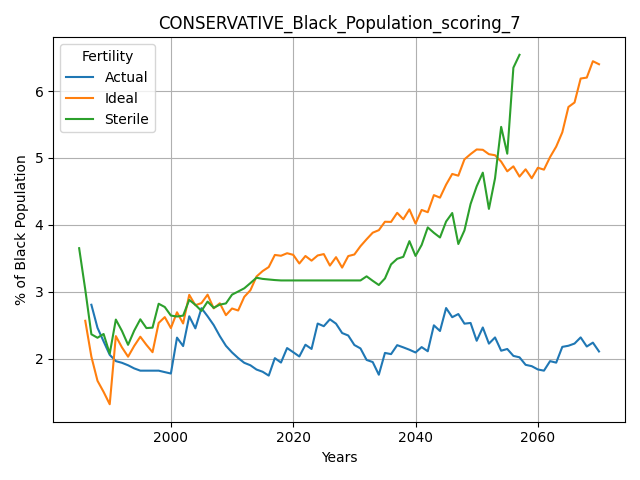 CONSERVATIVE_Black_Population_scoring_7
Fertility
Actual
Ideal
Sterile
% of Black Population
6
5
4
3
2
2000 2020 2040 2060
Years